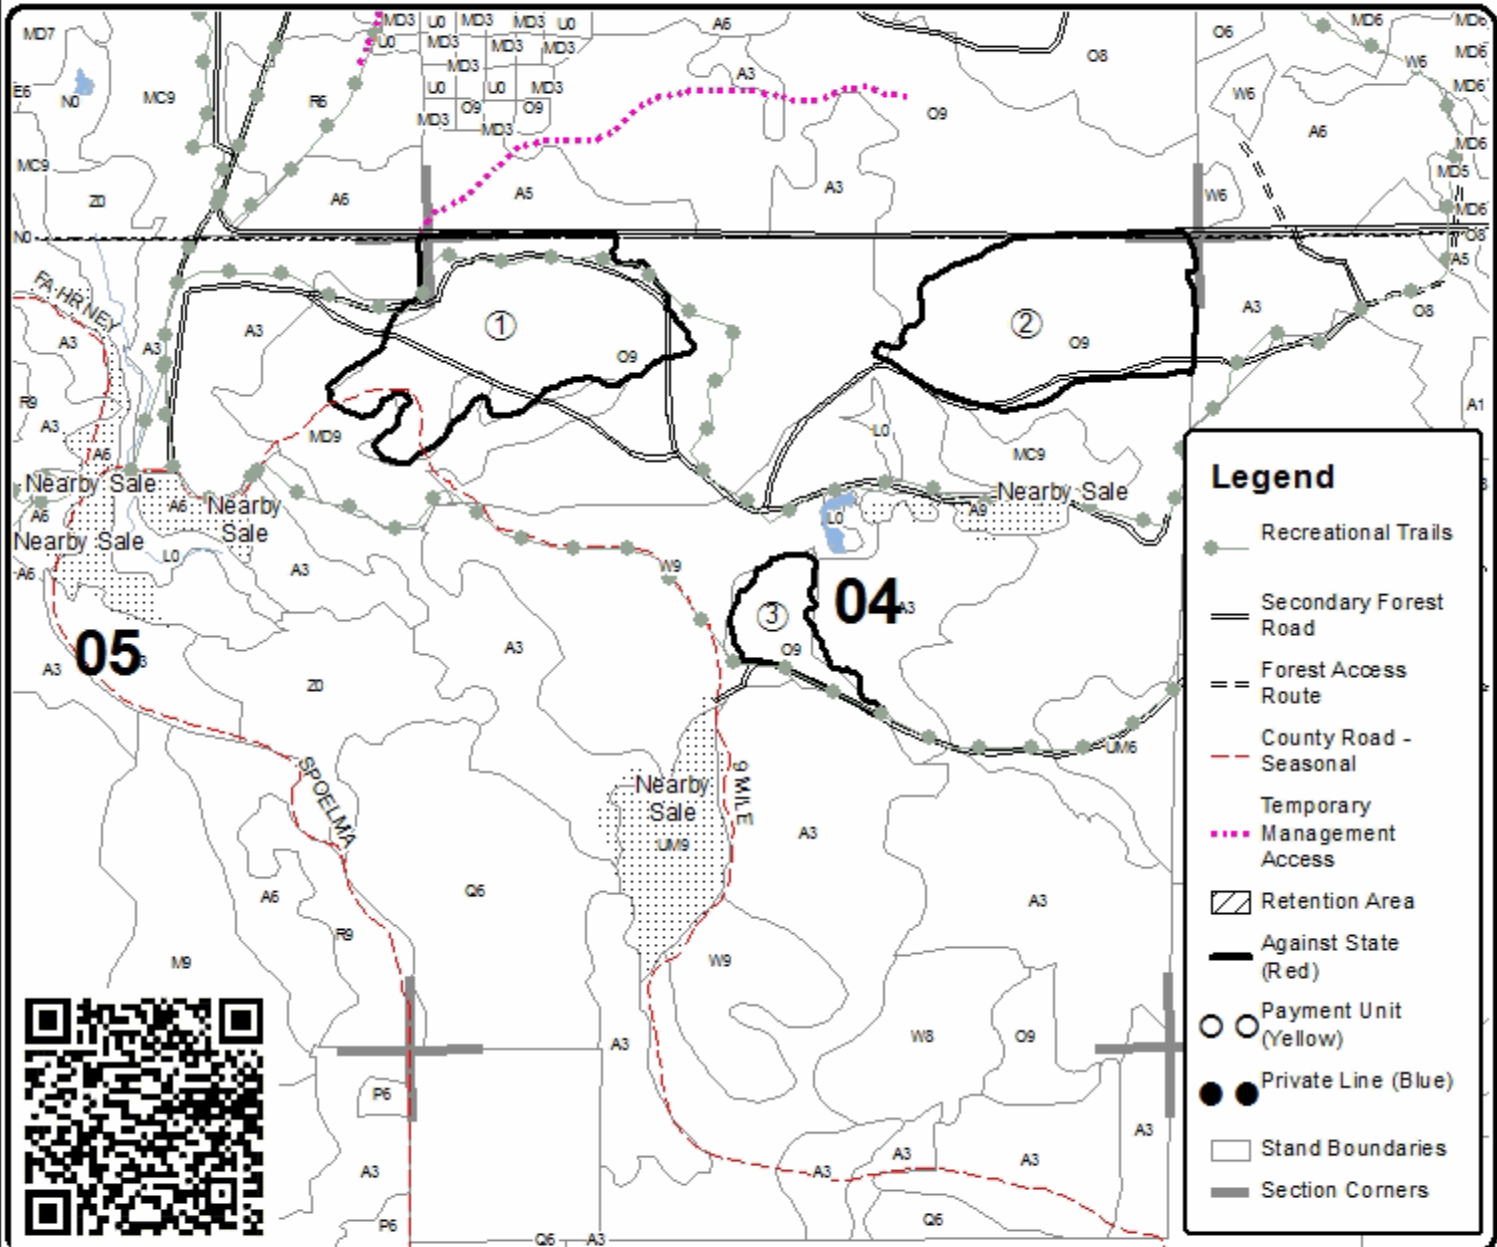 MD3 U0 MD3 MD3 U0 A6 MD6 MD6
MD7 U0 MD3 MD3 MD3 O8 O6 W6 MD6
MD3 A3
E6 N0 MC9 R6 U0 U0 MD3 W6 MD6
O9 O9 O9
MD3 MD3 A6
MC9 MD6
MD5
Z0 A6 A5 A3 W6 MD6
N0 O8
A5
FAHRNEY
A3 A3 A3 1 O9 2 O9 A3 O8
R9 A3 MD9 L0 MC9 A1
A6
Nearby Sale
A6
Nearby
Sale
Nearby Sale
A6
Nearby Sale
L0 A9
L0
A6 A3 W9
3 04 A3
05 3
A3 A3 O9
Z0
UM6
SPOELMA
Nearby
Sale
9 MILE
UM9 A3
A6 Q6 A3
R9
M9 W9
A3 W8 O9
P6
A3
A3 A3 A3 A3
P6 Q6
Q6 A3
Legend
Recreational Trails
Secondary Forest
Road
Forest Access
Route
County Road -
Seasonal
Temporary
Management
Access
Retention Area
Against State
(Red)
Payment Unit
(Yellow)
Private Line (Blue)
Stand Boundaries
Section Corners